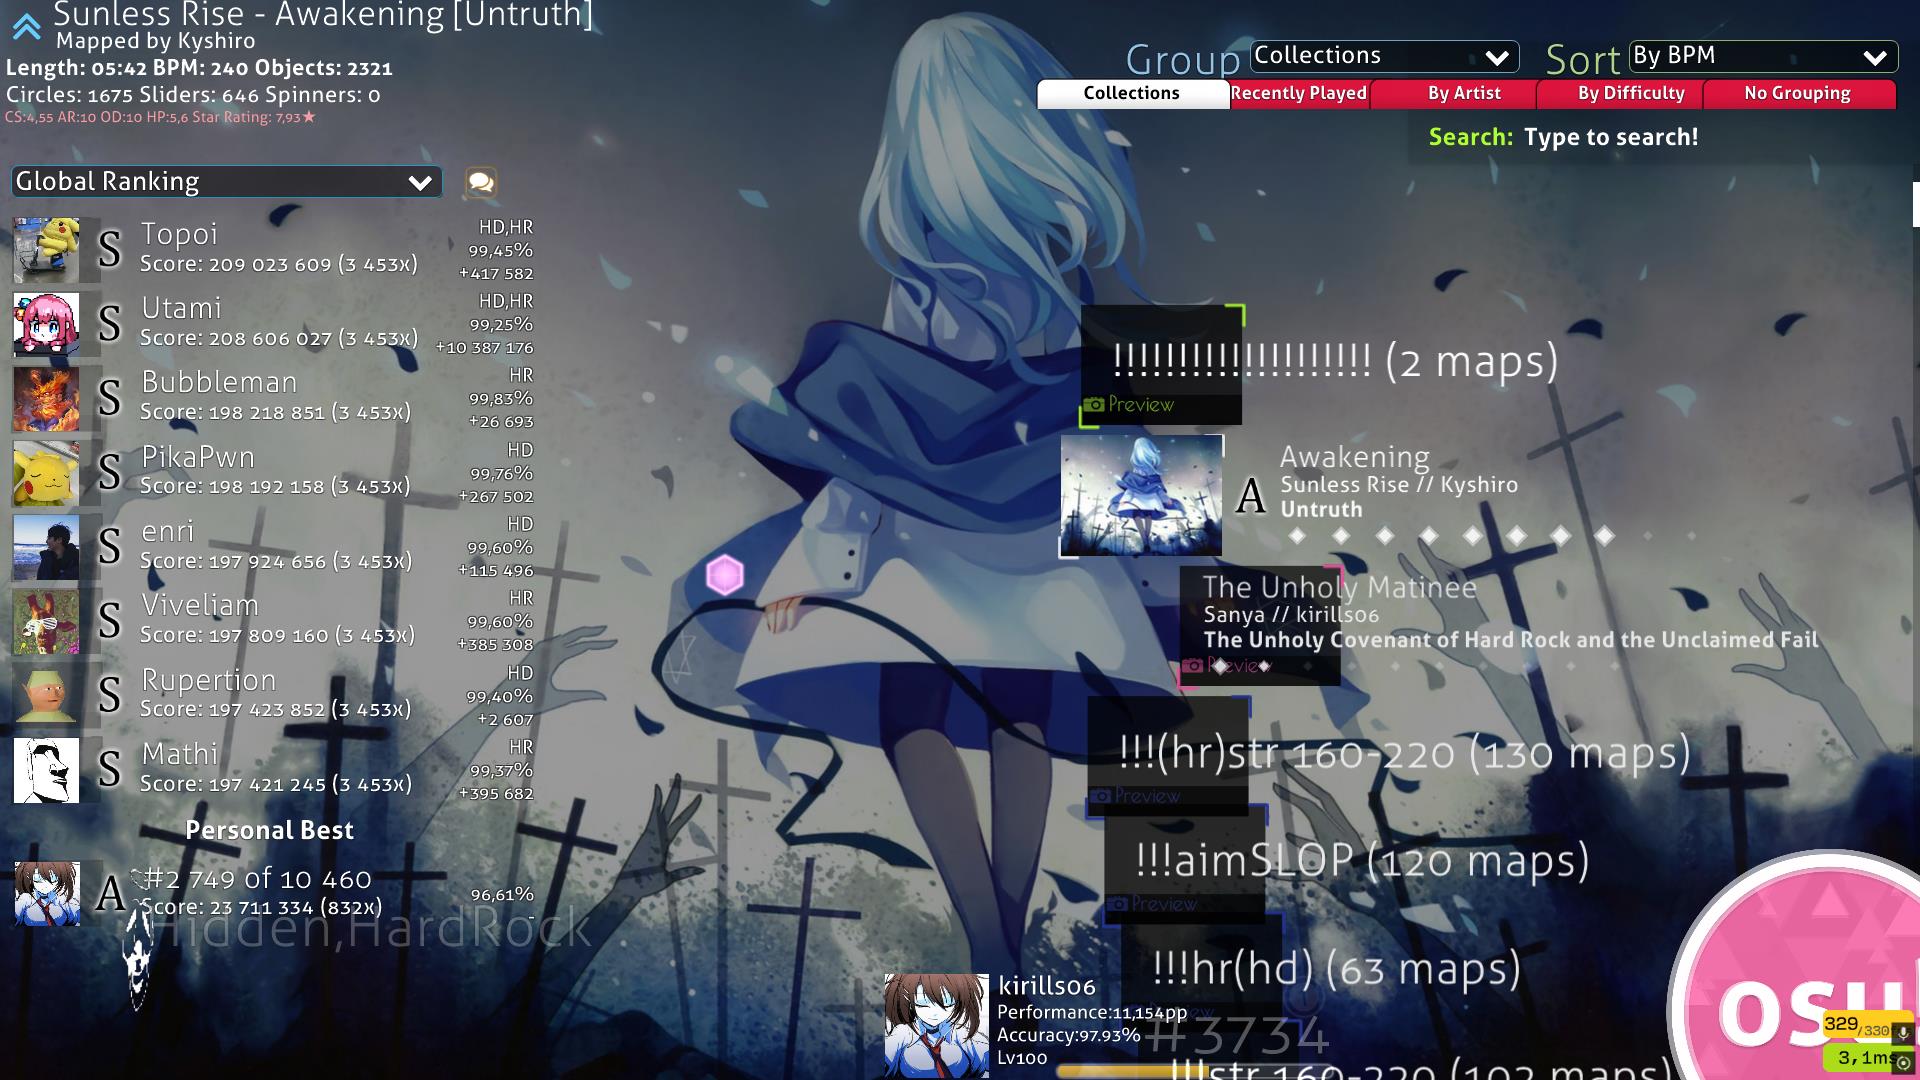 Sunless Rise - Awakening [Untruth]
Mapped by Kyshiro
Length: 05:42 BPM: 240 Objects: 2321
Circles: 1675 Sliders: 646 Spinners: 0
CS:4,55 AR:10 OD:10 HP:5,6 Star Rating: 7,93★
Group Collections
Sort By BPM
Collections
Recently Played
By Artist
By Difficulty
No Grouping
Search: Type to search!
Global Ranking
S Topoi HD,HR
Score: 209 023 609 (3 453x) 99,45%
+417 582
S Utami HD,HR
Score: 208 606 027 (3 453x) 99,25%
+10 387 176
S Bubbleman HR
Score: 198 218 851 (3 453x) 99,83%
+26 693
S PikaPwn HD
Score: 198 192 158 (3 453x) 99,76%
+267 502
S enri HD
Score: 197 924 656 (3 453x) 99,60%
+115 496
S Viveliam HR
Score: 197 809 160 (3 453x) 99,60%
+385 308
S Rupertion HD
Score: 197 423 852 (3 453x) 99,40%
+2 607
S Mathi HR
Score: 197 421 245 (3 453x) 99,37%
+395 682
Personal Best
A #2 749 of 10 460
Score: 23 711 334 (832x) 96,61%
-
Hidden,HardRock
!!!!!!!!!!!!!!!!!!!! (2 maps)
Preview
A Awakening
Sunless Rise // Kyshiro
Untruth
The Unholy Matinee
Sanya // kirills06
The Unholy Covenant of Hard Rock and the Unclaimed Fail
Preview
!!!(hr)str 160-220 (130 maps)
Preview
!!!aimSLOP (120 maps)
Preview
!!!hr(hd) (63 maps)
!!!str 160-220 (102 maps)
kirills06
Performance:11,154pp
Accuracy:97.93%
Lv100
#3734
osu
329/330
3,1ms